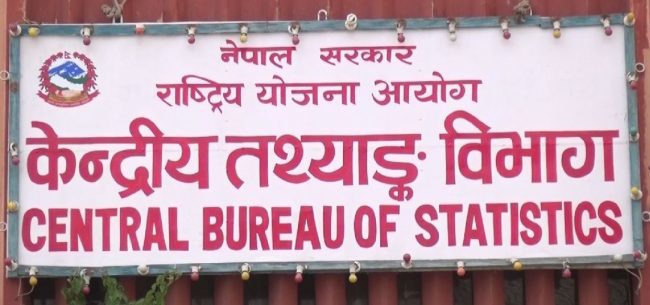 नेपाल सरकार
राष्ट्रिय योजना आयोग
केन्द्रीय तथ्याङ्क विभाग
CENTRAL BUREAU OF STATISTICS